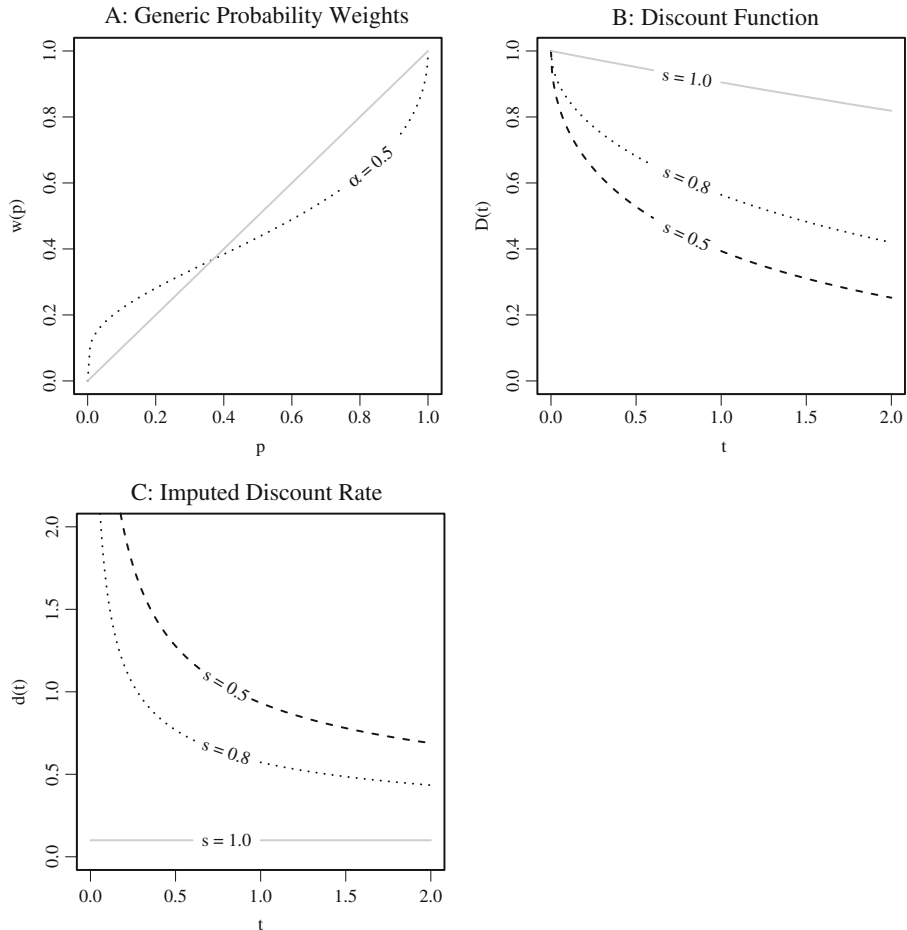 A: Generic Probability Weights
w(p)
1.0
0.8
0.6
0.4
0.2
0.0
α = 0.5
0.0 0.2 0.4 0.6 0.8 1.0
p
B: Discount Function
D(t)
1.0
0.8
0.6
0.4
0.2
0.0
s = 1.0
s = 0.8
s = 0.5
0.0 0.5 1.0 1.5 2.0
t
C: Imputed Discount Rate
d(t)
2.0
1.5
1.0
0.5
0.0
s = 0.5
s = 0.8
s = 1.0
0.0 0.5 1.0 1.5 2.0
t